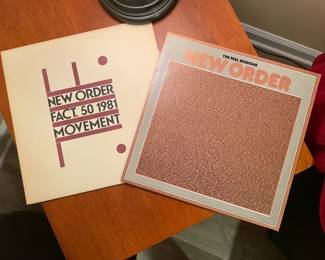 NEW ORDER
FACT. 50 1981
MOVEMENT
THE PEEL SESSIONS
NEW ORDER